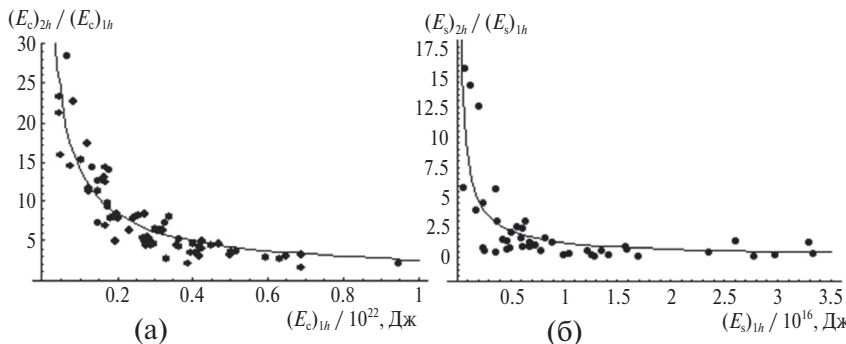 (E_c)_{2h} / (E_c)_{1h}
30
25
20
15
10
5
0.2 0.4 0.6 0.8 1
(а) (E_c)_{1h} / 10^{22}, Дж
(E_s)_{2h} / (E_s)_{1h}
17.5
15
12.5
10
7.5
5
2.5
0
0.5 1 1.5 2 2.5 3 3.5
(б) (E_s)_{1h} / 10^{16}, Дж